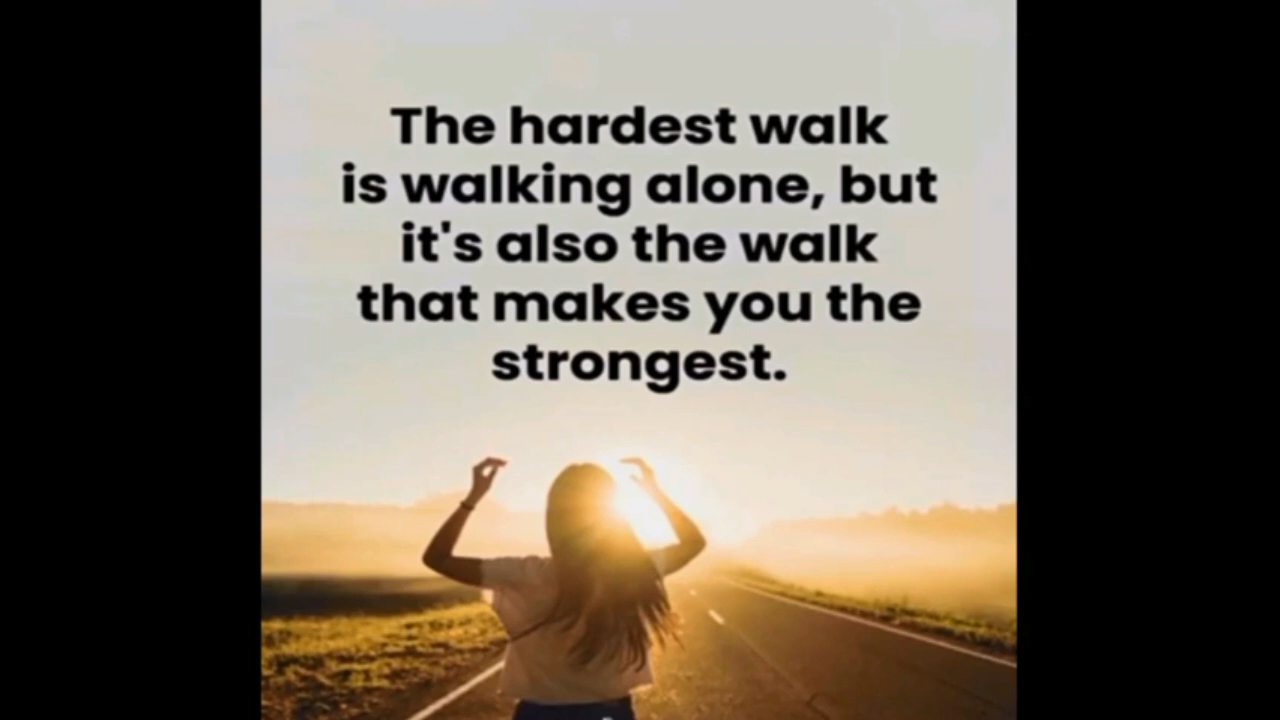 The hardest walk
is walking alone, but
it's also the walk
that makes you the
strongest.